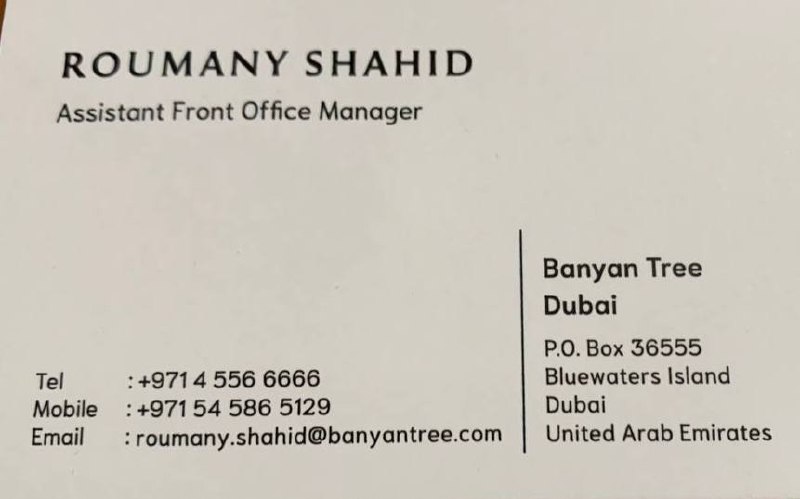 ROUMANY SHAHID
Assistant Front Office Manager
Tel : +971 4 556 6666
Mobile : +971 54 586 5129
Email : roumany.shahid@banyantree.com
Banyan Tree
Dubai
P.O. Box 36555
Bluewaters Island
Dubai
United Arab Emirates